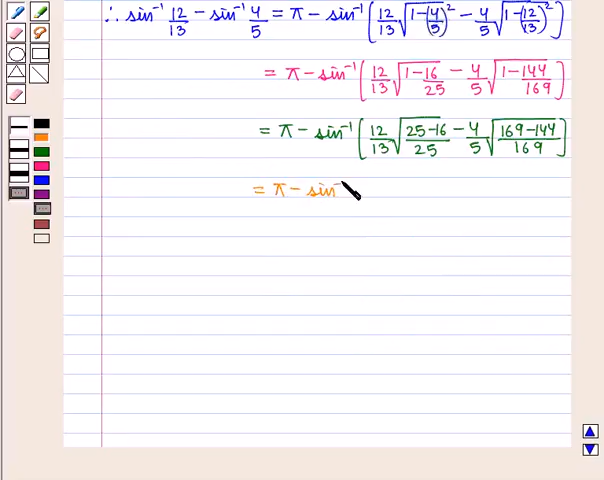 ∴ sin⁻¹ 12/13 − sin⁻¹ 4/5 = π − sin⁻¹ [12/13 √(1−(4/5)²) − 4/5 √(1−(12/13)²)]
= π − sin⁻¹ [12/13 √(1−16/25) − 4/5 √(1−144/169)]
= π − sin⁻¹ [12/13 √((25−16)/25) − 4/5 √((169−144)/169)]
= π − sin⁻